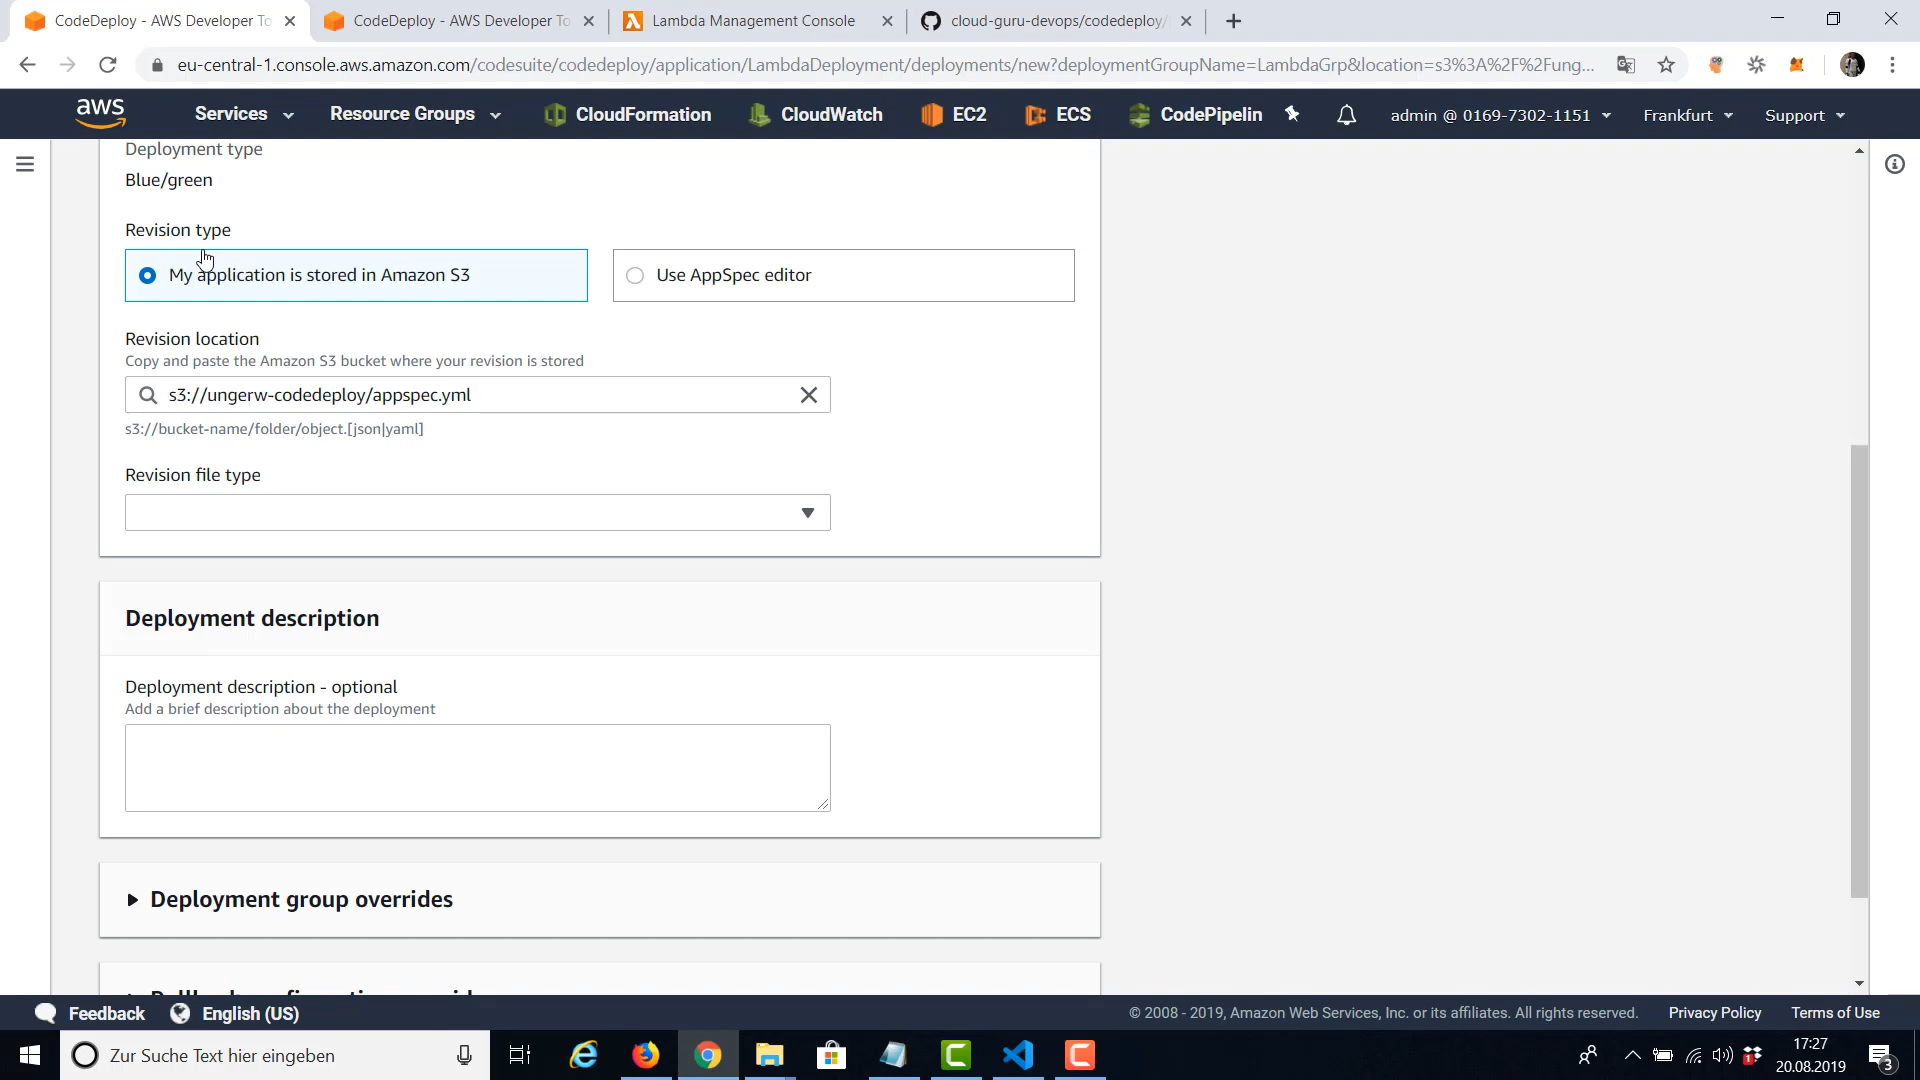 CodeDeploy - AWS Developer To
CodeDeploy - AWS Developer To
Lambda Management Console
cloud-guru-devops/codedeploy/
eu-central-1.console.aws.amazon.com/codesuite/codedeploy/application/LambdaDeployment/deployments/new?deploymentGroupName=LambdaGrp&location=s3%3A%2F%2Fung...
aws
Services
Resource Groups
CloudFormation
CloudWatch
EC2
ECS
CodePipelin
admin @ 0169-7302-1151
Frankfurt
Support
Deployment type
Blue/green
Revision type
My application is stored in Amazon S3
Use AppSpec editor
Revision location
Copy and paste the Amazon S3 bucket where your revision is stored
s3://ungerw-codedeploy/appspec.yml
s3://bucket-name/folder/object.[json|yaml]
Revision file type
Deployment description
Deployment description - optional
Add a brief description about the deployment
Deployment group overrides
Feedback
English (US)
© 2008 - 2019, Amazon Web Services, Inc. or its affiliates. All rights reserved.
Privacy Policy
Terms of Use
Zur Suche Text hier eingeben
1
17:27
20.08.2019
3